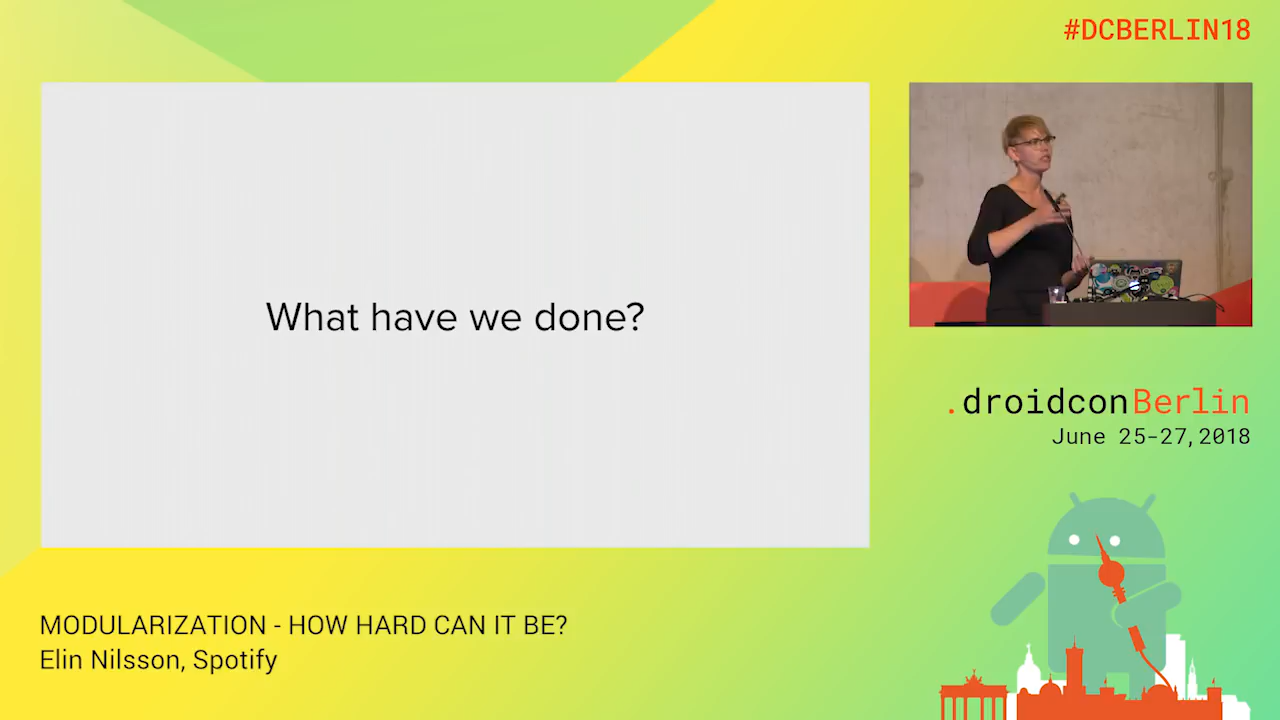 #DCBERLIN18
What have we done?
.droidconBerlin
June 25-27,2018
MODULARIZATION - HOW HARD CAN IT BE?
Elin Nilsson, Spotify